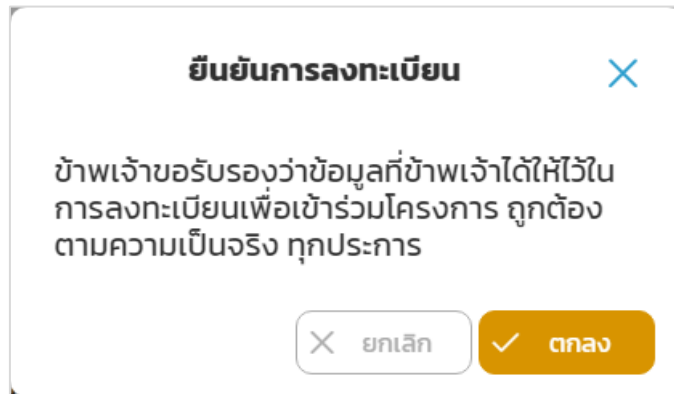 ยืนยันการลงทะเบียน
ข้าพเจ้าขอรับรองว่าข้อมูลที่ข้าพเจ้าได้ให้ไว้ใน
การลงทะเบียนเพื่อเข้าร่วมโครงการ ถูกต้อง
ตามความเป็นจริง ทุกประการ
ยกเลิก
ตกลง